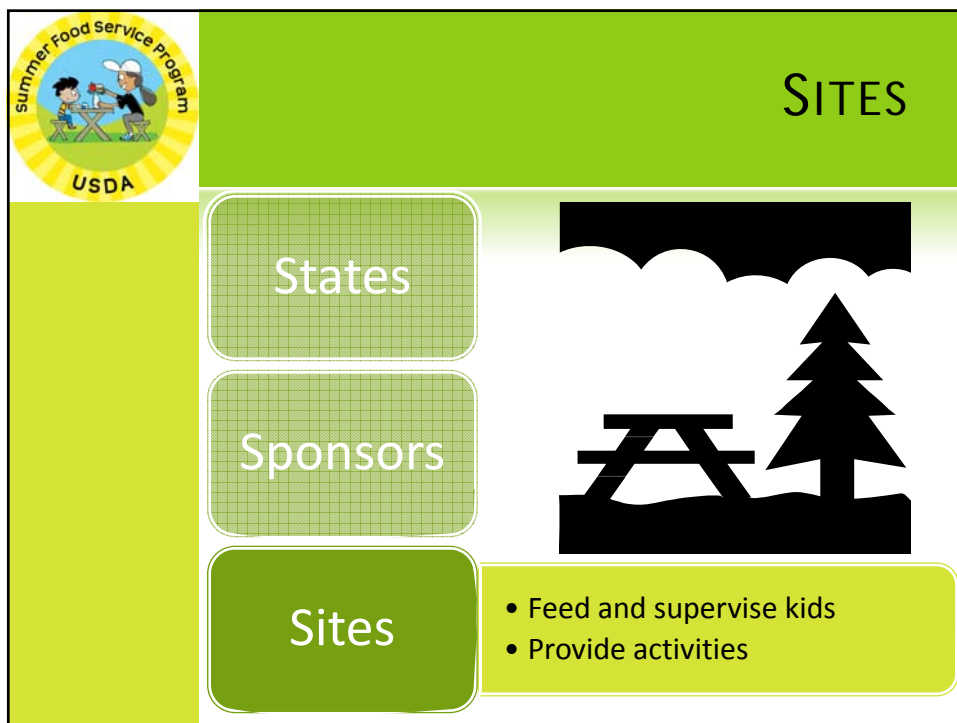 Summer Food Service Program
USDA
SITES
States
Sponsors
Sites
• Feed and supervise kids
• Provide activities